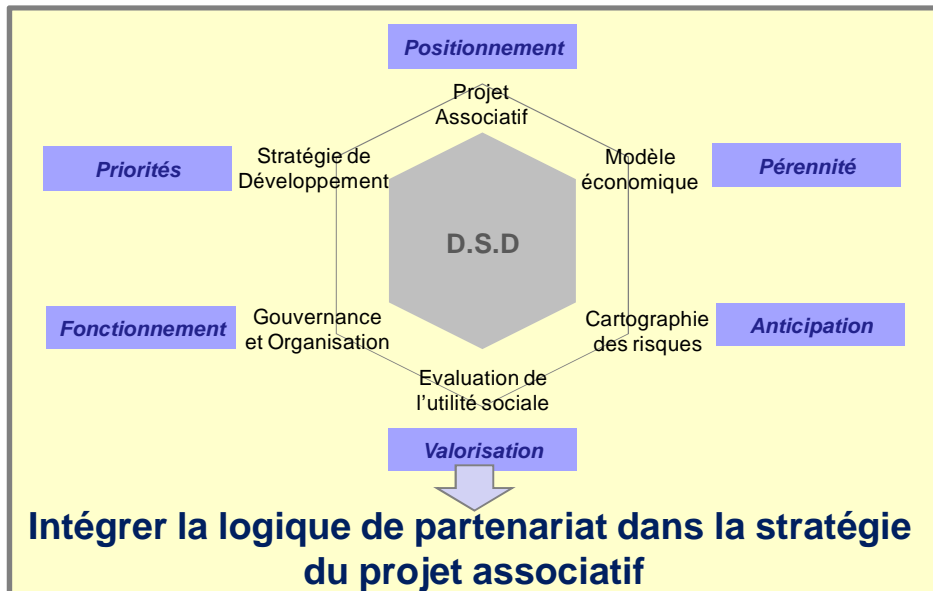 Positionnement
Projet
Associatif
Priorités
Stratégie de
Développement
Modèle
économique
Pérennité
D.S.D
Fonctionnement
Gouvernance
et Organisation
Cartographie
des risques
Anticipation
Evaluation de
l'utilité sociale
Valorisation
Intégrer la logique de partenariat dans la stratégie
du projet associatif